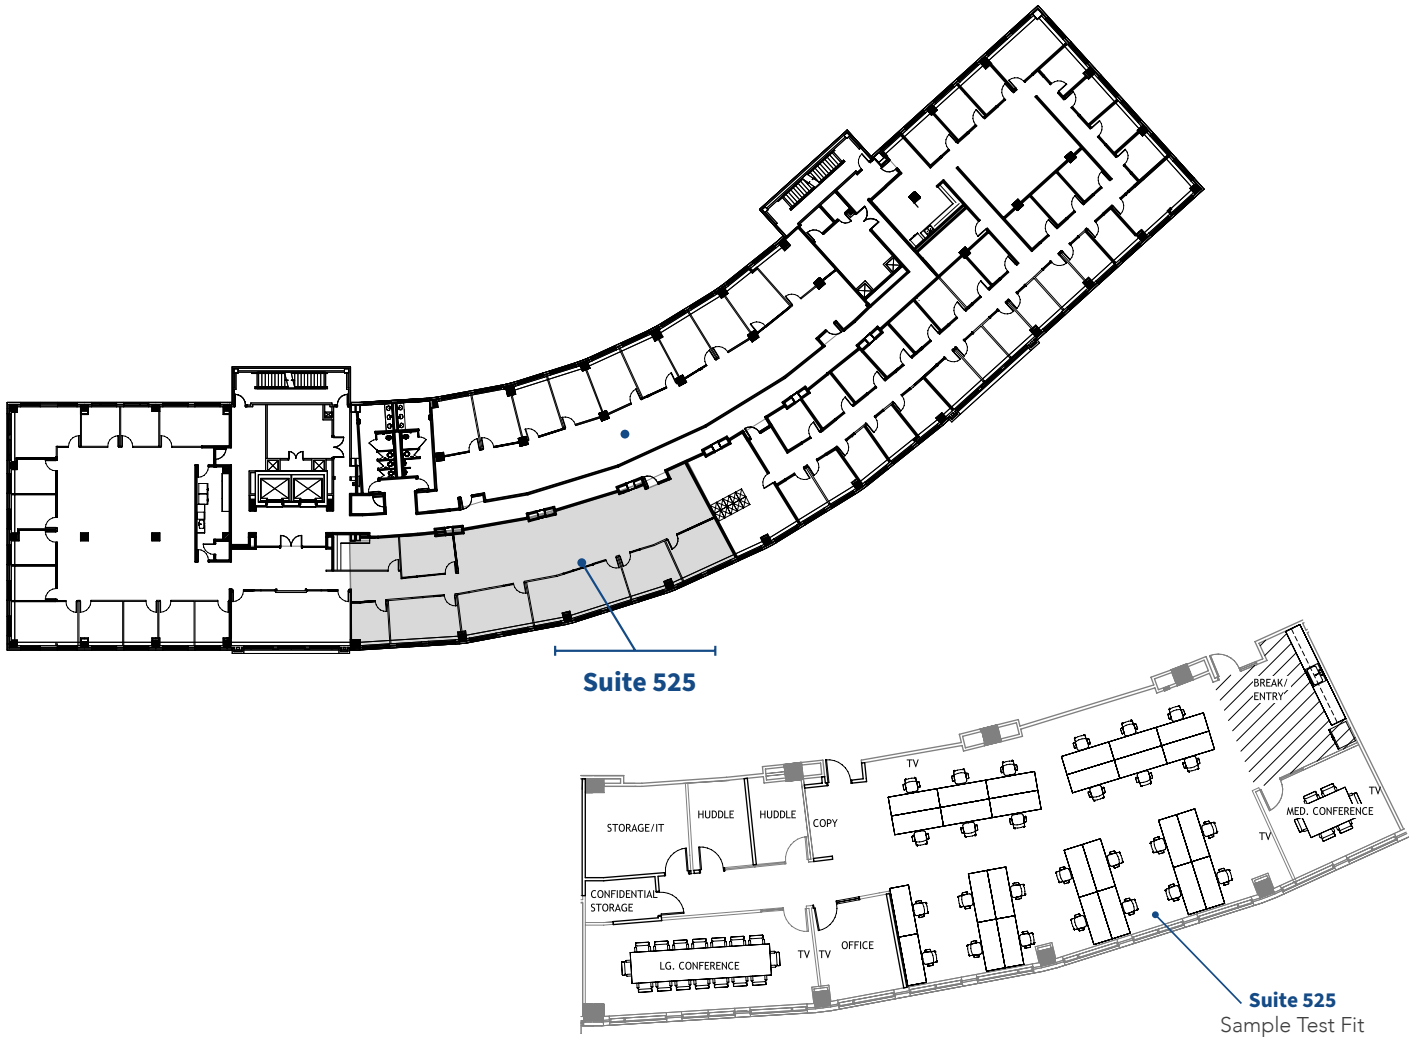 Suite 525
BREAK/
ENTRY
TV
TV
STORAGE/IT
HUDDLE
HUDDLE
COPY
MED. CONFERENCE
TV
CONFIDENTIAL
STORAGE
LG. CONFERENCE
TV
TV
OFFICE
Suite 525
Sample Test Fit